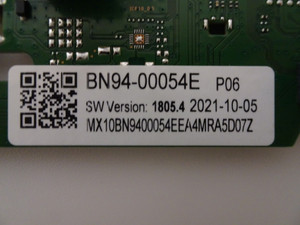 BN94-00054E P06
SW Version: 1805.4 2021-10-05
MX10BN9400054EEA4MRA5D07Z